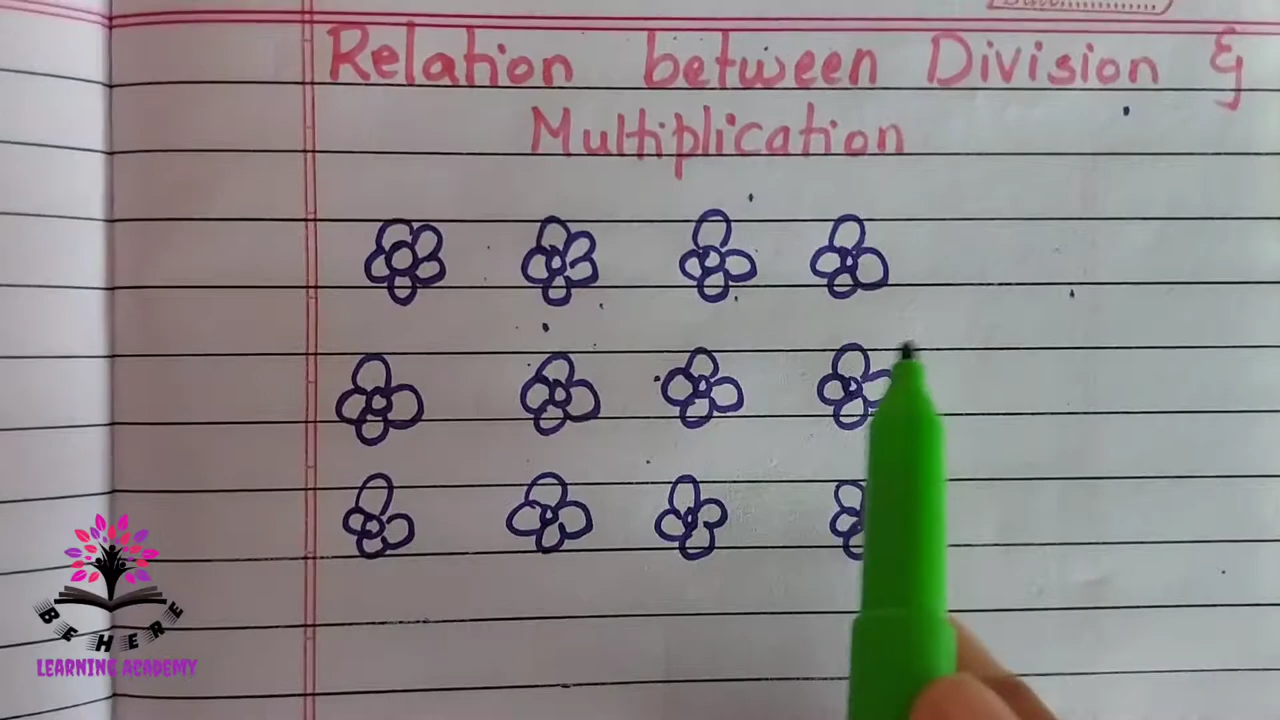 Relation between Division &
Multiplication
BE HERE
LEARNING ACADEMY